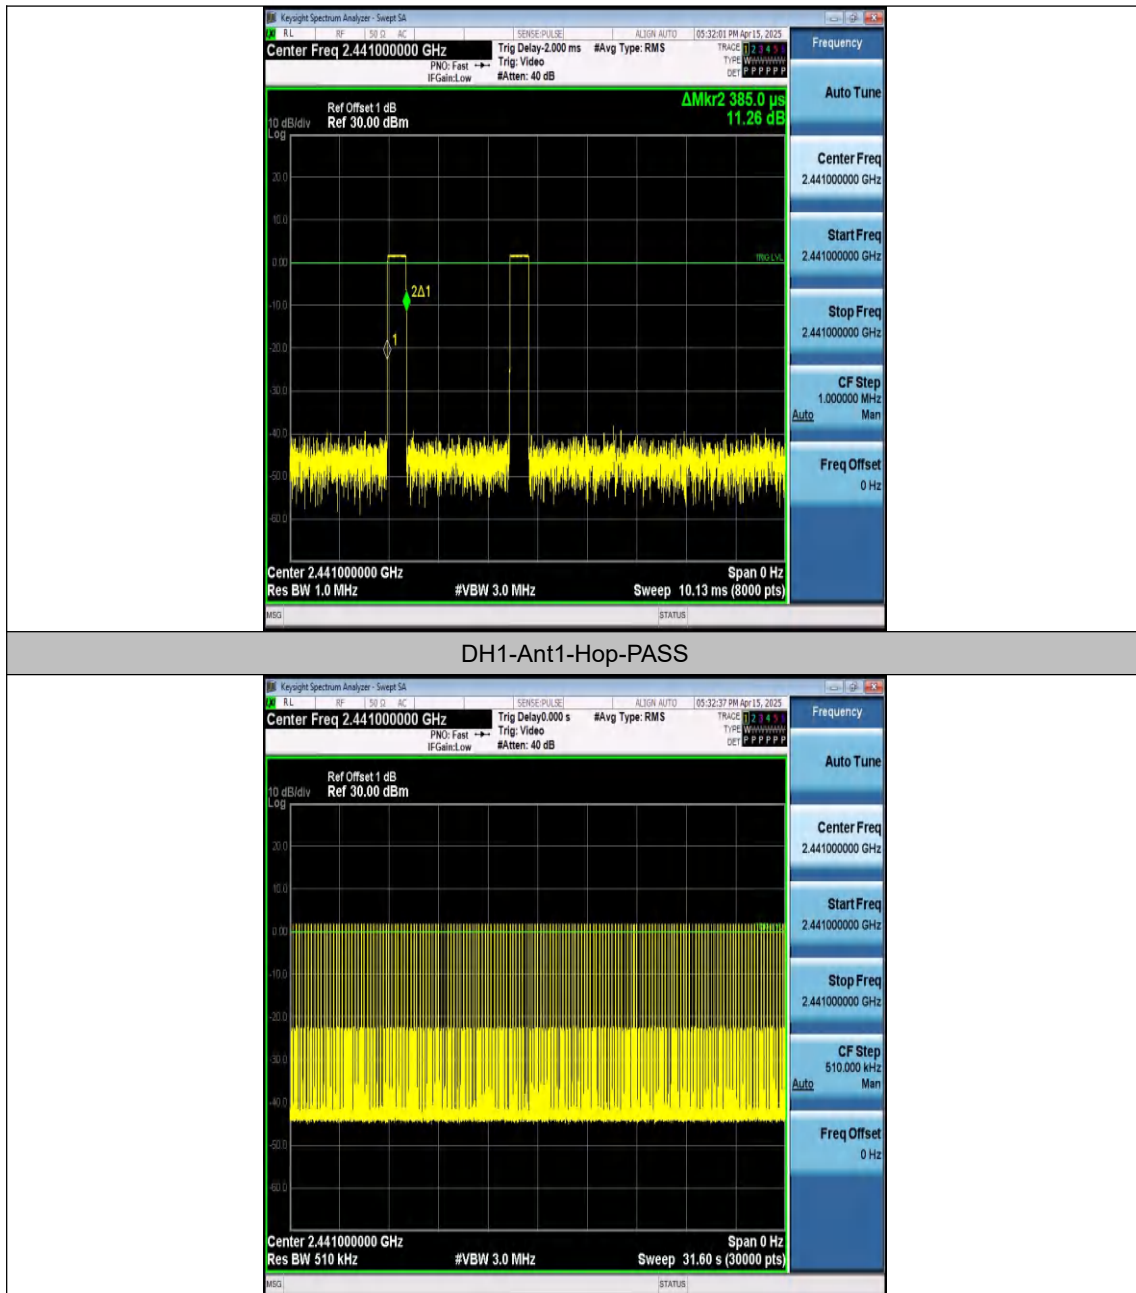 Keysight Spectrum Analyzer - Swept SA
RL RF 50 Ω AC SENSE:PULSE ALIGN AUTO 05:32:01 PM Apr 15, 2025
Center Freq 2.441000000 GHz
Trig Delay-2.000 ms #Avg Type: RMS
TRACE 1 2 3 4 5 6
PNO: Fast Trig: Video
TYPE
IFGain:Low #Atten: 40 dB
DET P P P P P P
Frequency
ΔMkr2 385.0 µs
11.26 dB
Ref Offset 1 dB
10 dB/div Ref 30.00 dBm
Log
20.0
10.0
0.00
TRIG LVL
-10.0
2Δ1
-20.0
1
-30.0
-40.0
-50.0
-60.0
Center 2.441000000 GHz Span 0 Hz
Res BW 1.0 MHz #VBW 3.0 MHz Sweep 10.13 ms (8000 pts)
MSG STATUS
Auto Tune
Center Freq
2.441000000 GHz
Start Freq
2.441000000 GHz
Stop Freq
2.441000000 GHz
CF Step
1.000000 MHz
Auto Man
Freq Offset
0 Hz
DH1-Ant1-Hop-PASS
Keysight Spectrum Analyzer - Swept SA
RL RF 50 Ω AC SENSE:PULSE ALIGN AUTO 05:32:37 PM Apr 15, 2025
Center Freq 2.441000000 GHz
Trig Delay0.000 s #Avg Type: RMS
TRACE 1 2 3 4 5 6
PNO: Fast Trig: Video
TYPE
IFGain:Low #Atten: 40 dB
DET P P P P P P
Frequency
Ref Offset 1 dB
10 dB/div Ref 30.00 dBm
Log
20.0
10.0
0.00
-10.0
-20.0
-30.0
-40.0
-50.0
-60.0
Center 2.441000000 GHz Span 0 Hz
Res BW 510 kHz #VBW 3.0 MHz Sweep 31.60 s (30000 pts)
MSG STATUS
Auto Tune
Center Freq
2.441000000 GHz
Start Freq
2.441000000 GHz
Stop Freq
2.441000000 GHz
CF Step
510.000 kHz
Auto Man
Freq Offset
0 Hz